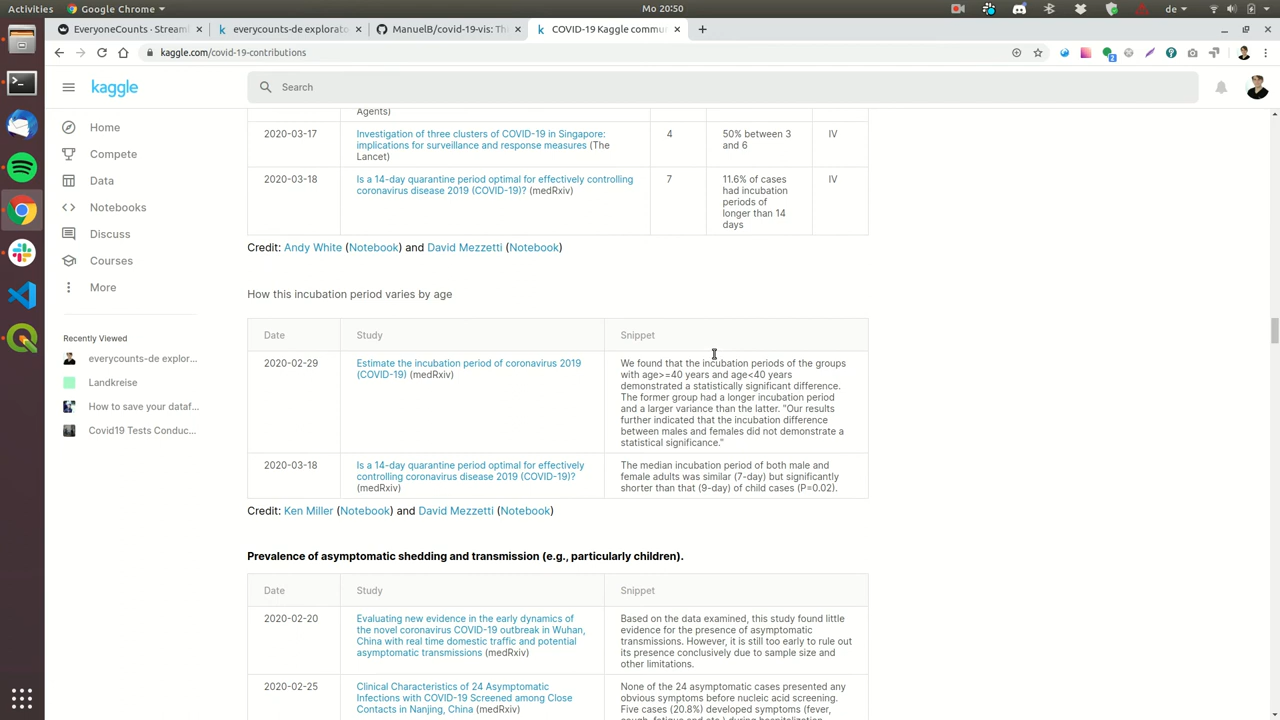 Activities
Google Chrome
Mo 20:50
de
EveryoneCounts · Streaml
everycounts-de explorato
ManuelB/covid-19-vis: Th
COVID-19 Kaggle commu
kaggle.com/covid-19-contributions
2
kaggle
Search
Home
Compete
Data
Notebooks
Discuss
Courses
More
Recently Viewed
everycounts-de explor...
Landkreise
How to save your dataf...
Covid19 Tests Conduc...
Agents)
2020-03-17
Investigation of three clusters of COVID-19 in Singapore:
implications for surveillance and response measures (The
Lancet)
4
50% between 3
and 6
IV
2020-03-18
Is a 14-day quarantine period optimal for effectively controlling
coronavirus disease 2019 (COVID-19)? (medRxiv)
7
11.6% of cases
had incubation
periods of
longer than 14
days
IV
Credit: Andy White (Notebook) and David Mezzetti (Notebook)
How this incubation period varies by age
Date
Study
Snippet
2020-02-29
Estimate the incubation period of coronavirus 2019
(COVID-19) (medRxiv)
We found that the incubation periods of the groups
with age>=40 years and age<40 years
demonstrated a statistically significant difference.
The former group had a longer incubation period
and a larger variance than the latter. "Our results
further indicated that the incubation difference
between males and females did not demonstrate a
statistical significance."
2020-03-18
Is a 14-day quarantine period optimal for effectively
controlling coronavirus disease 2019 (COVID-19)?
(medRxiv)
The median incubation period of both male and
female adults was similar (7-day) but significantly
shorter than that (9-day) of child cases (P=0.02).
Credit: Ken Miller (Notebook) and David Mezzetti (Notebook)
Prevalence of asymptomatic shedding and transmission (e.g., particularly children).
Date
Study
Snippet
2020-02-20
Evaluating new evidence in the early dynamics of
the novel coronavirus COVID-19 outbreak in Wuhan,
China with real time domestic traffic and potential
asymptomatic transmissions (medRxiv)
Based on the data examined, this study found little
evidence for the presence of asymptomatic
transmissions. However, it is still too early to rule out
its presence conclusively due to sample size and
other limitations.
2020-02-25
Clinical Characteristics of 24 Asymptomatic
Infections with COVID-19 Screened among Close
Contacts in Nanjing, China (medRxiv)
None of the 24 asymptomatic cases presented any
obvious symptoms before nucleic acid screening.
Five cases (20.8%) developed symptoms (fever,
cough, fatigue and etc.) during hospitalization.